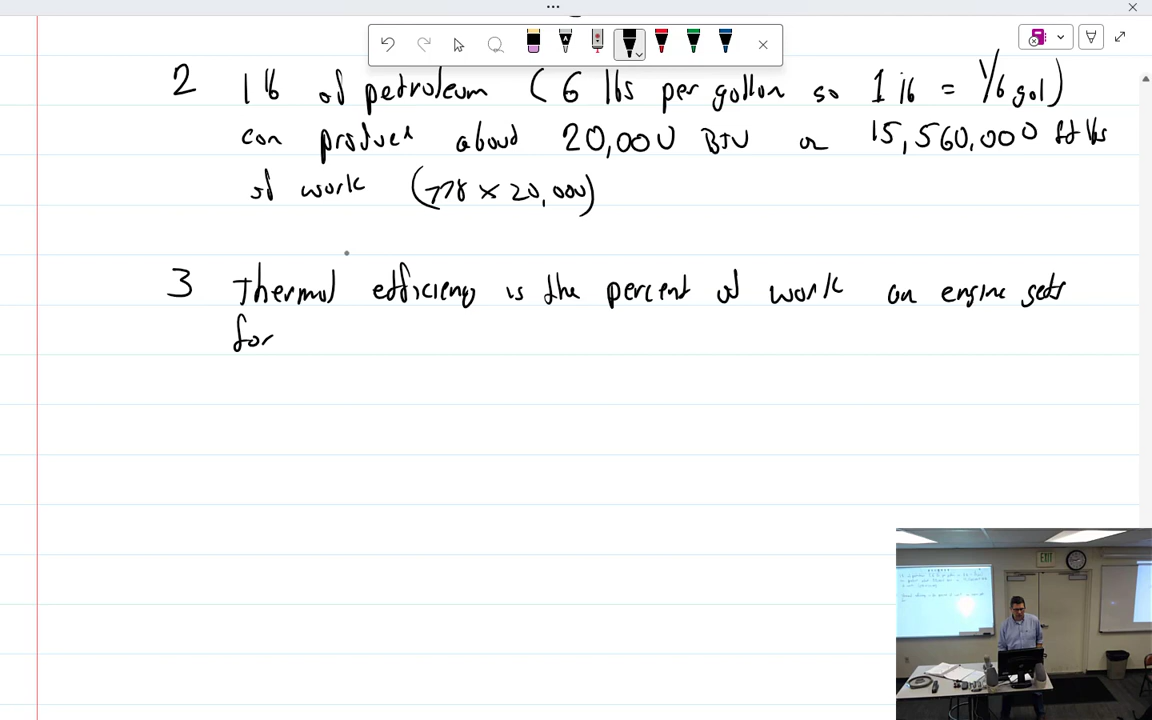 2 1 lb of petroleum (6 lbs per gallon so 1 lb = 1/6 gal)
can produce about 20,000 BTU or 15,560,000 ft lbs
of work (778 x 20,000)
3 Thermal efficiency is the percent of work an engine gets
for
EXIT